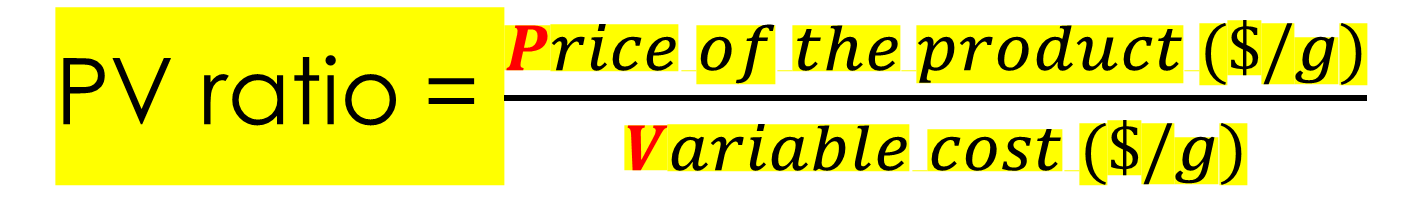 PV ratio = Price of the product ($/g)
Variable cost ($/g)